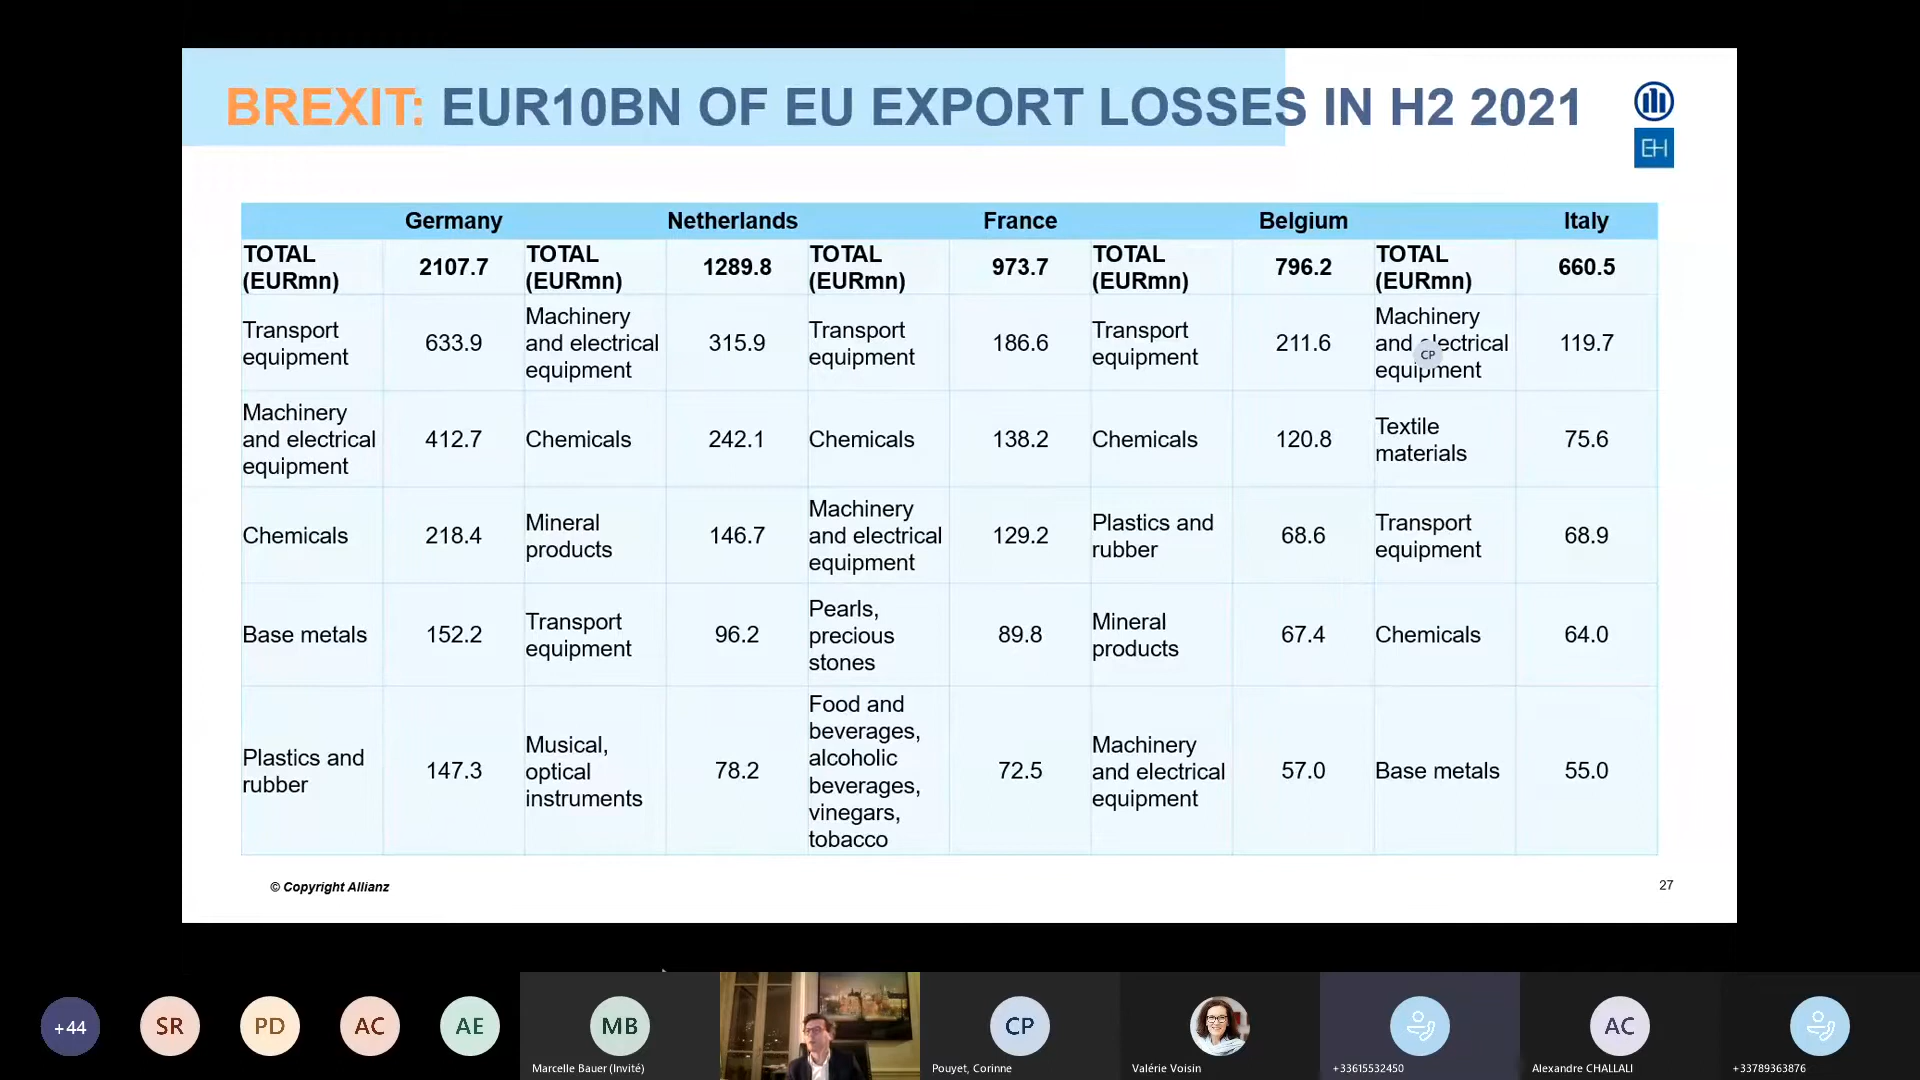 BREXIT: EUR10BN OF EU EXPORT LOSSES IN H2 2021
EH
Germany Netherlands France Belgium Italy
TOTAL (EURmn) 2107.7 TOTAL (EURmn) 1289.8 TOTAL (EURmn) 973.7 TOTAL (EURmn) 796.2 TOTAL (EURmn) 660.5
Transport equipment 633.9 Machinery and electrical equipment 315.9 Transport equipment 186.6 Transport equipment 211.6 Machinery and electrical equipment 119.7
CP
Machinery and electrical equipment 412.7 Chemicals 242.1 Chemicals 138.2 Chemicals 120.8 Textile materials 75.6
Chemicals 218.4 Mineral products 146.7 Machinery and electrical equipment 129.2 Plastics and rubber 68.6 Transport equipment 68.9
Base metals 152.2 Transport equipment 96.2 Pearls, precious stones 89.8 Mineral products 67.4 Chemicals 64.0
Plastics and rubber 147.3 Musical, optical instruments 78.2 Food and beverages, alcoholic beverages, vinegars, tobacco 72.5 Machinery and electrical equipment 57.0 Base metals 55.0
© Copyright Allianz
27
+44 SR PD AC AE MB CP AC
Marcelle Bauer (Invité) Pouyet, Corinne Valérie Voisin +33615532450 Alexandre CHALLALI +33789363876